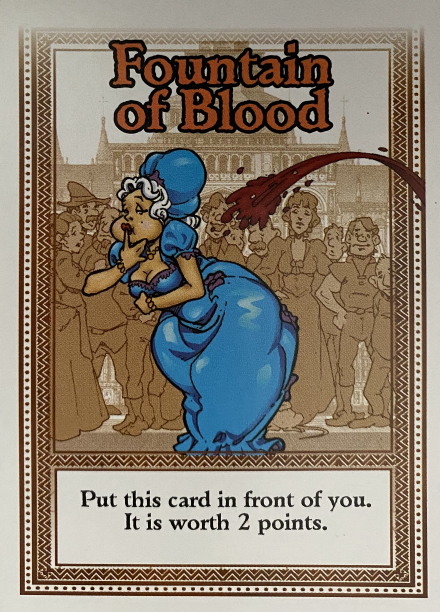 Fountain
of Blood
Put this card in front of you.
It is worth 2 points.